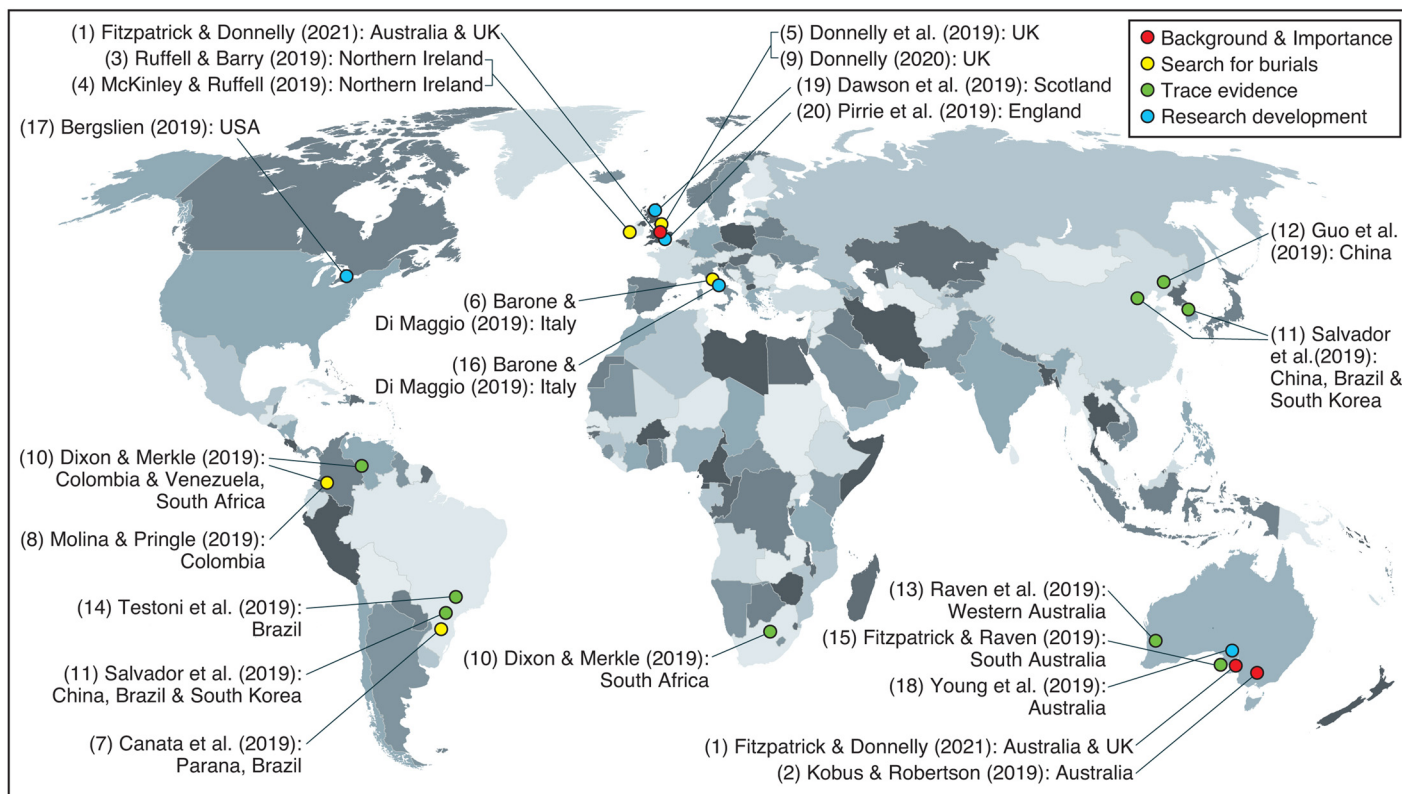 (1) Fitzpatrick & Donnelly (2021): Australia & UK
(3) Ruffell & Barry (2019): Northern Ireland
(4) McKinley & Ruffell (2019): Northern Ireland
(17) Bergslien (2019): USA
(5) Donnelly et al. (2019): UK
(9) Donnelly (2020): UK
(19) Dawson et al. (2019): Scotland
(20) Pirrie et al. (2019): England
Background & Importance
Search for burials
Trace evidence
Research development
(12) Guo et al.
(2019): China
(6) Barone &
Di Maggio (2019): Italy
(16) Barone &
Di Maggio (2019): Italy
(11) Salvador
et al.(2019):
China, Brazil &
South Korea
(10) Dixon & Merkle (2019):
Colombia & Venezuela,
South Africa
(8) Molina & Pringle (2019):
Colombia
(14) Testoni et al. (2019):
Brazil
(11) Salvador et al. (2019):
China, Brazil & South Korea
(7) Canata et al. (2019):
Parana, Brazil
(10) Dixon & Merkle (2019):
South Africa
(13) Raven et al. (2019):
Western Australia
(15) Fitzpatrick & Raven (2019):
South Australia
(18) Young et al. (2019):
Australia
(1) Fitzpatrick & Donnelly (2021): Australia & UK
(2) Kobus & Robertson (2019): Australia